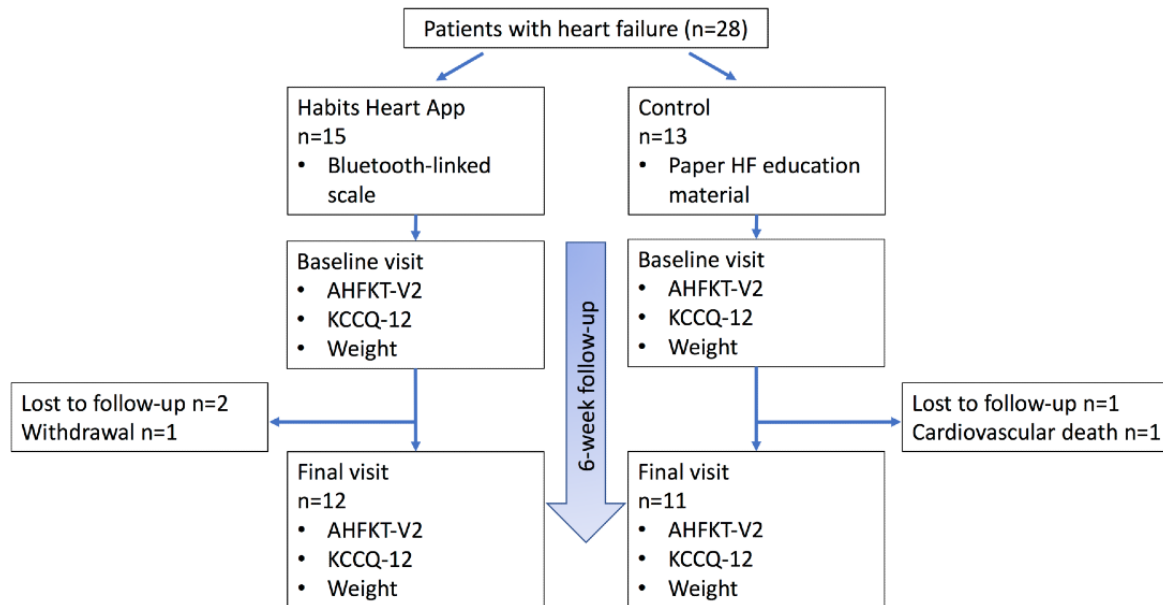 Patients with heart failure (n=28)
Habits Heart App
n=15
• Bluetooth-linked
scale
Control
n=13
• Paper HF education
material
Baseline visit
• AHFKT-V2
• KCCQ-12
• Weight
6-week follow-up
Baseline visit
• AHFKT-V2
• KCCQ-12
• Weight
Lost to follow-up n=2
Withdrawal n=1
Lost to follow-up n=1
Cardiovascular death n=1
Final visit
n=12
• AHFKT-V2
• KCCQ-12
• Weight
Final visit
n=11
• AHFKT-V2
• KCCQ-12
• Weight